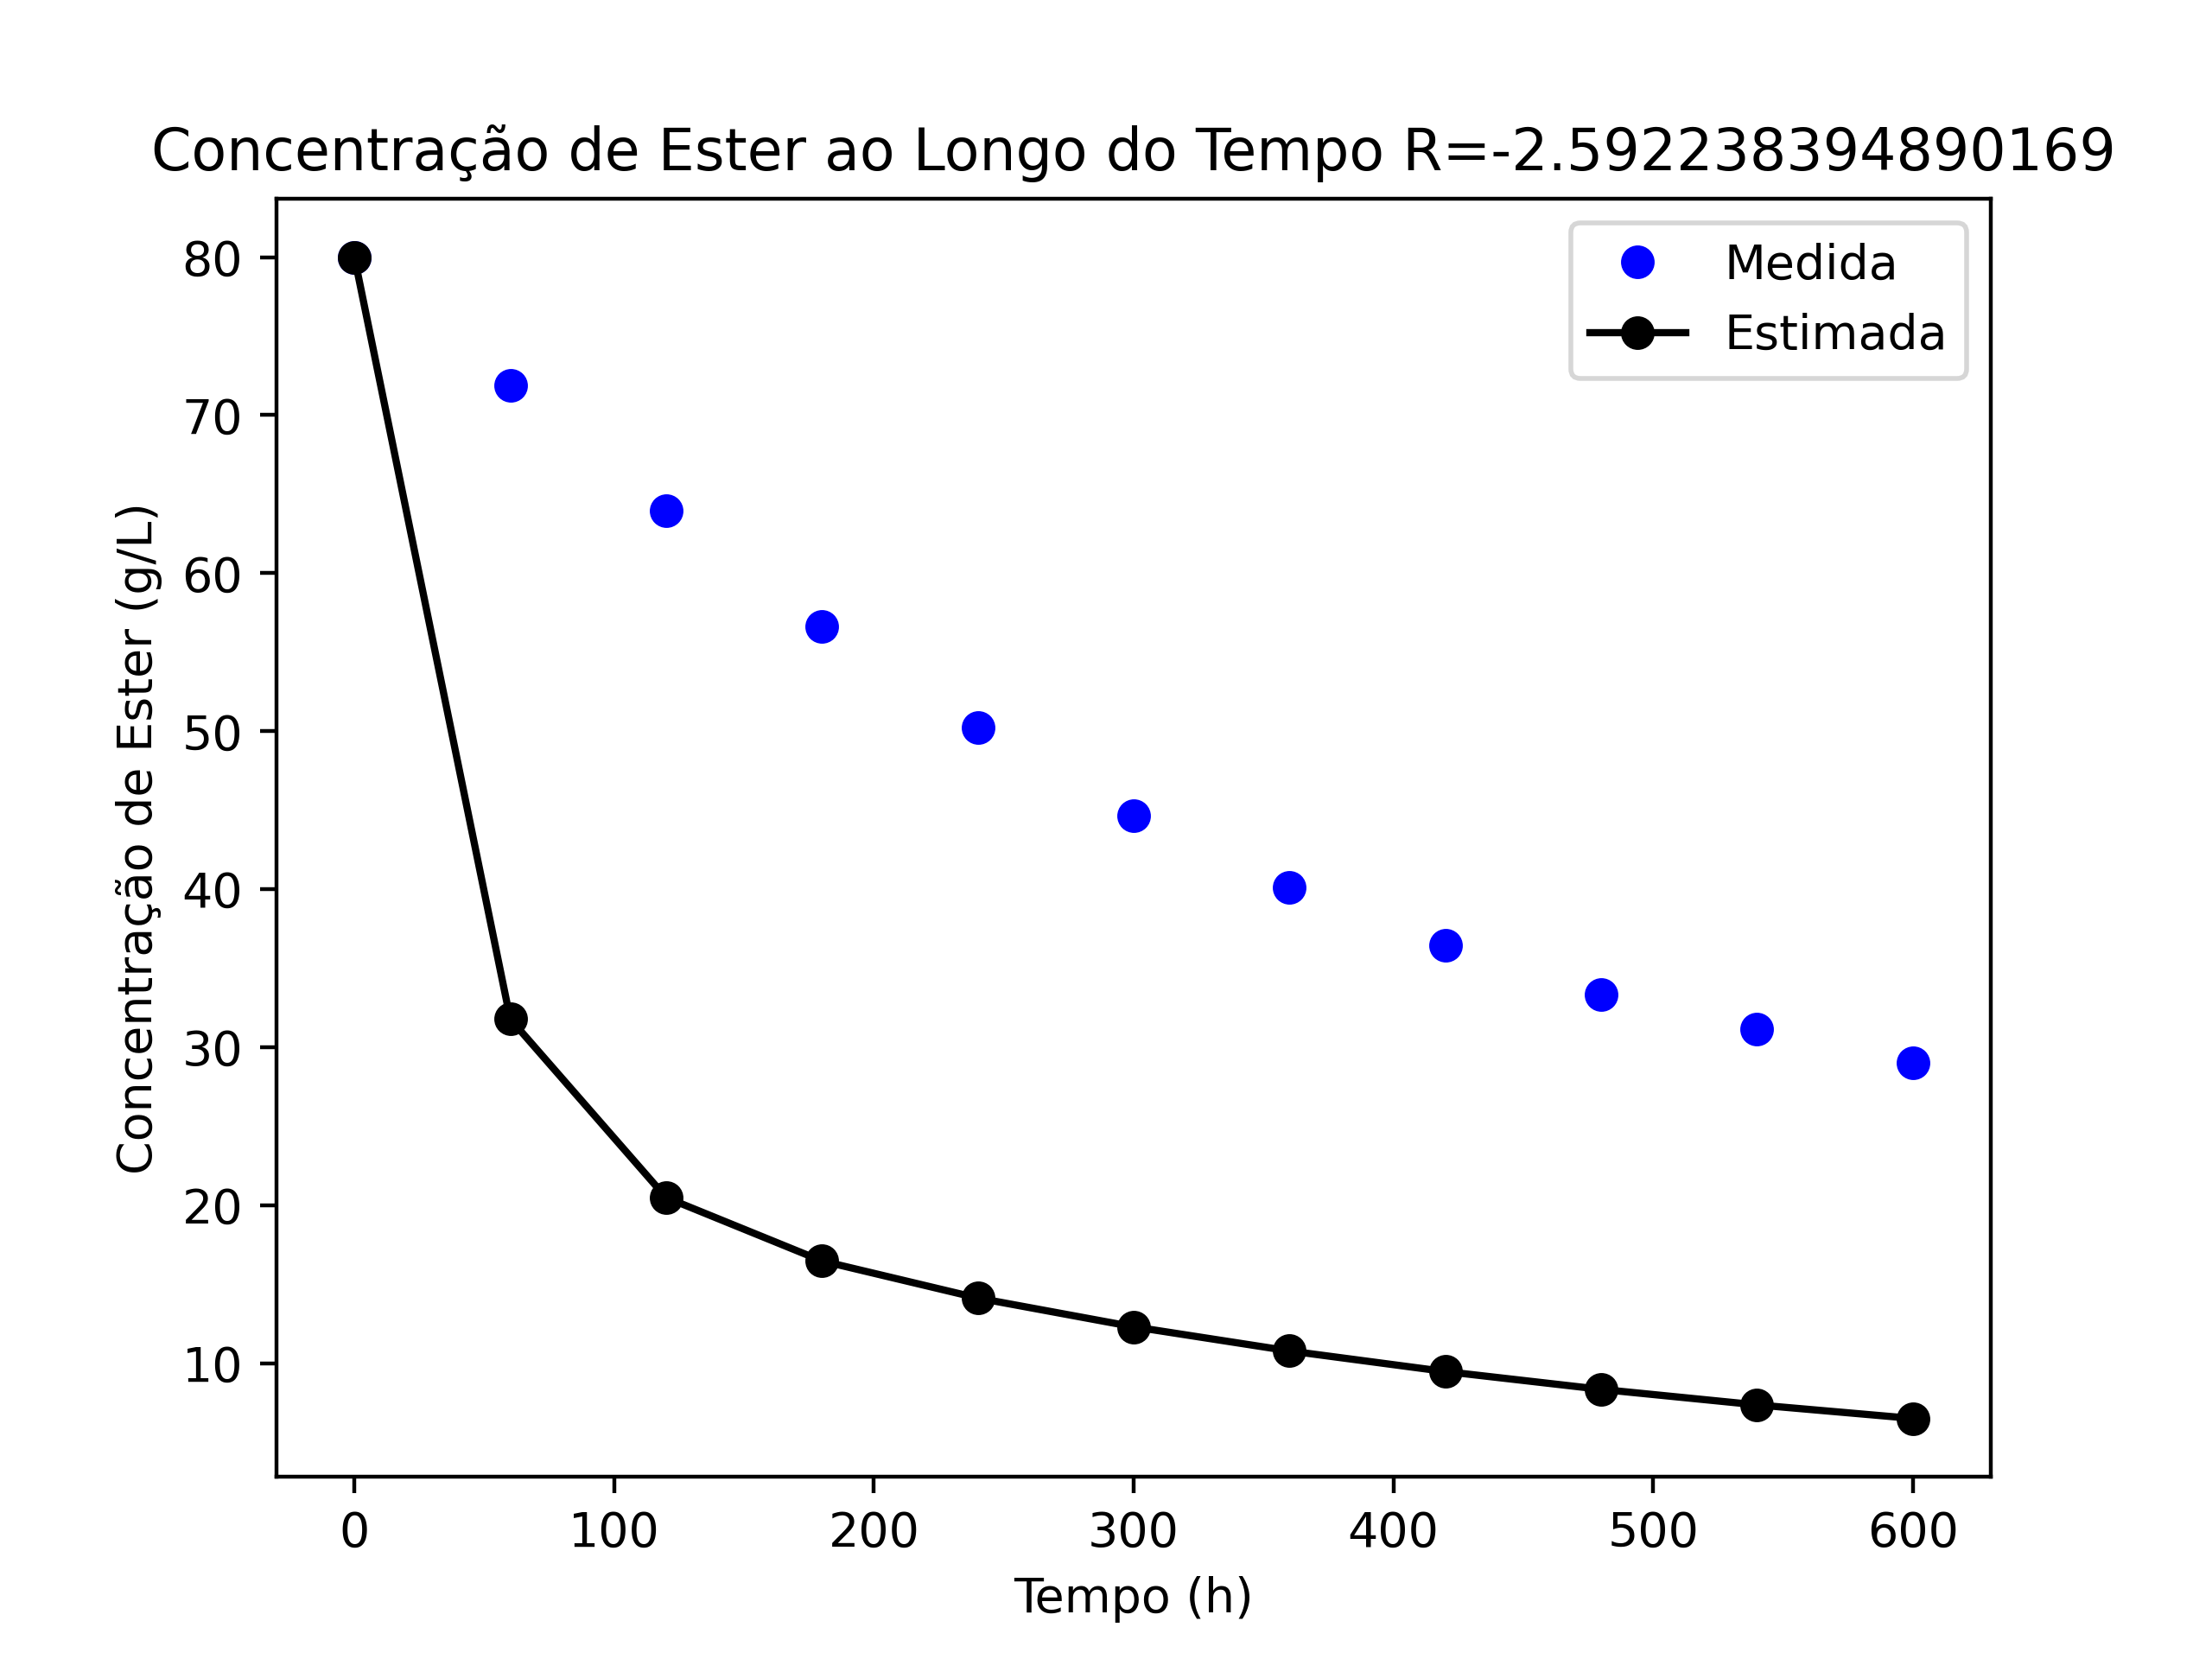 Concentração de Ester ao Longo do Tempo R=-2.592238394890169
Medida
Estimada
Concentração de Ester (g/L)
80
70
60
50
40
30
20
10
0 100 200 300 400 500 600
Tempo (h)